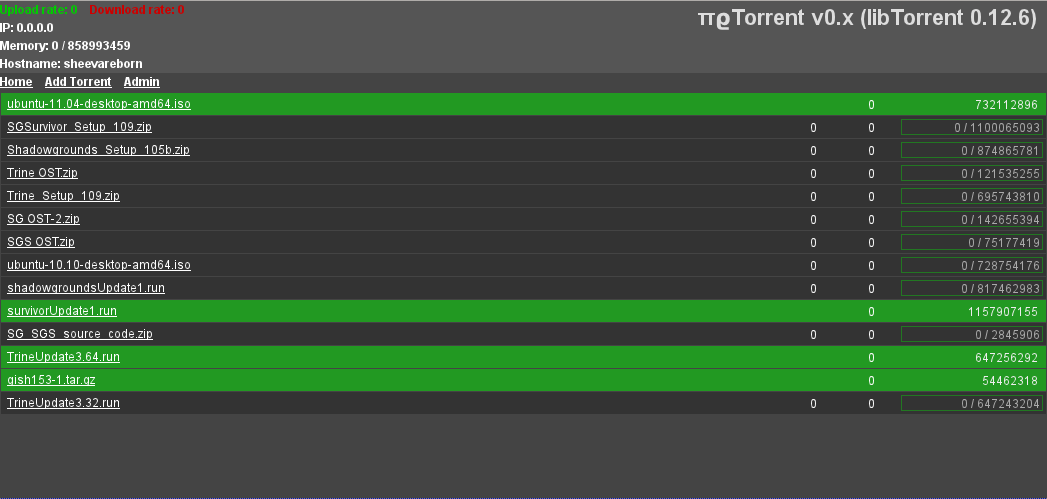 Upload rate: 0 Download rate: 0
πϱTorrent v0.x (libTorrent 0.12.6)
IP: 0.0.0.0
Memory: 0 / 858993459
Hostname: sheevareborn
Home Add Torrent Admin
ubuntu-11.04-desktop-amd64.iso 0 732112896
SGSurvivor_Setup_109.zip 0 0 0 / 1100065093
Shadowgrounds_Setup_105b.zip 0 0 0 / 874865781
Trine OST.zip 0 0 0 / 121535255
Trine_Setup_109.zip 0 0 0 / 695743810
SG OST-2.zip 0 0 0 / 142655394
SGS OST.zip 0 0 0 / 75177419
ubuntu-10.10-desktop-amd64.iso 0 0 0 / 728754176
shadowgroundsUpdate1.run 0 0 0 / 817462983
survivorUpdate1.run 0 1157907155
SG_SGS_source_code.zip 0 0 0 / 2845906
TrineUpdate3.64.run 0 647256292
gish153-1.tar.gz 0 54462318
TrineUpdate3.32.run 0 0 0 / 647243204